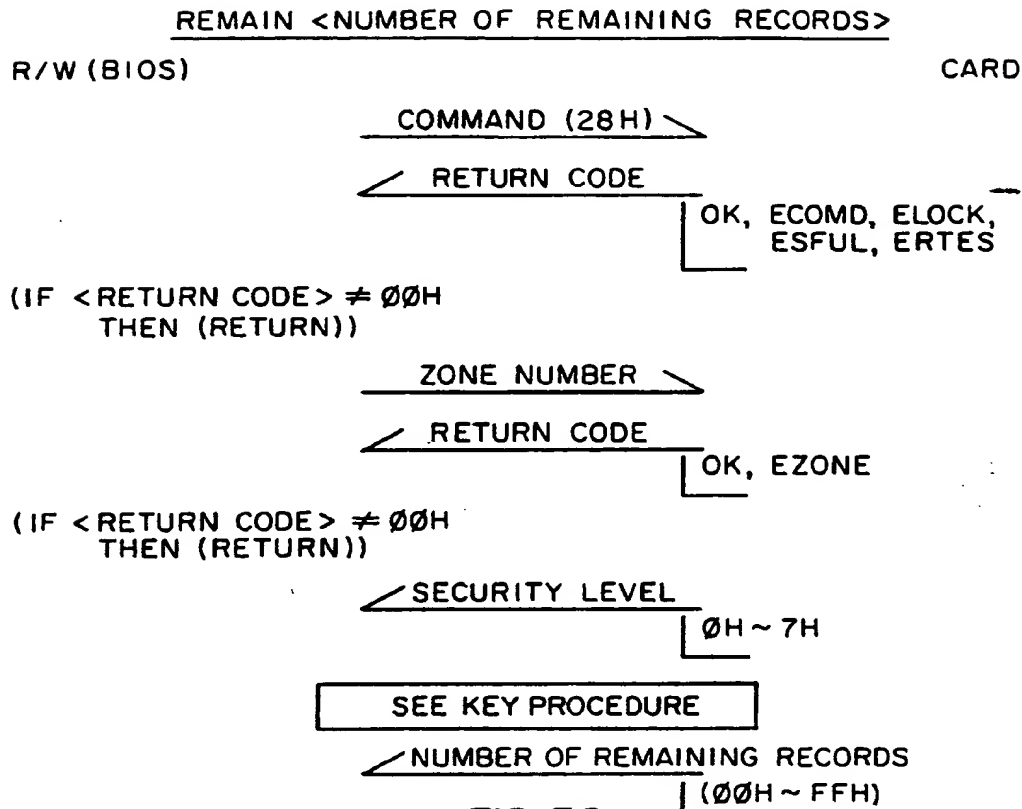 REMAIN <NUMBER OF REMAINING RECORDS>
R/W (BIOS) CARD
COMMAND (28H)
RETURN CODE
OK, ECOMD, ELOCK,
ESFUL, ERTES
(IF <RETURN CODE> ≠ ØØH
THEN (RETURN))
ZONE NUMBER
RETURN CODE
OK, EZONE
(IF <RETURN CODE> ≠ ØØH
THEN (RETURN))
SECURITY LEVEL
ØH ~ 7H
SEE KEY PROCEDURE
NUMBER OF REMAINING RECORDS
(ØØH ~ FFH)